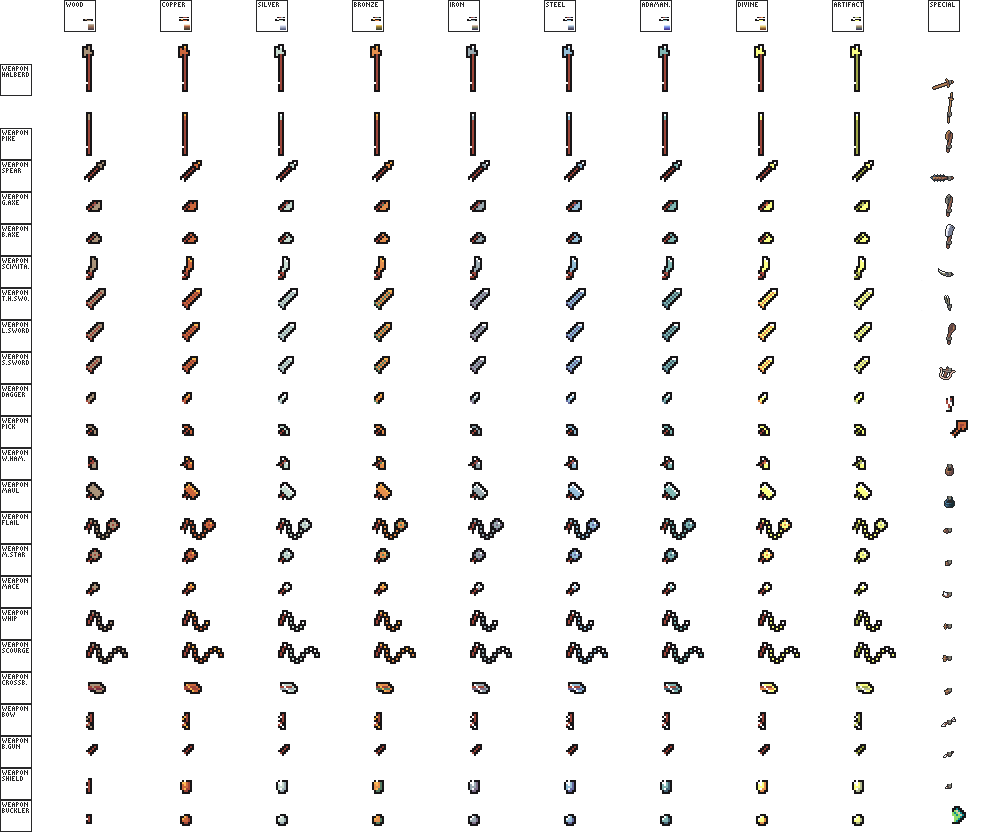 WOOD COPPER SILVER BRONZE IRON STEEL ADAMAN. DIVINE ARTIFACT SPECIAL
WEAPON
HALBERD
WEAPON
PIKE
WEAPON
SPEAR
WEAPON
G.AXE
WEAPON
B.AXE
WEAPON
SCIMITA.
WEAPON
T.H.SWO.
WEAPON
L.SWORD
WEAPON
S.SWORD
WEAPON
DAGGER
WEAPON
PICK
WEAPON
W.HAM.
WEAPON
MAUL
WEAPON
FLAIL
WEAPON
M.STAR
WEAPON
MACE
WEAPON
WHIP
WEAPON
SCOURGE
WEAPON
CROSSB.
WEAPON
BOW
WEAPON
B.GUN
WEAPON
SHIELD
WEAPON
BUCKLER